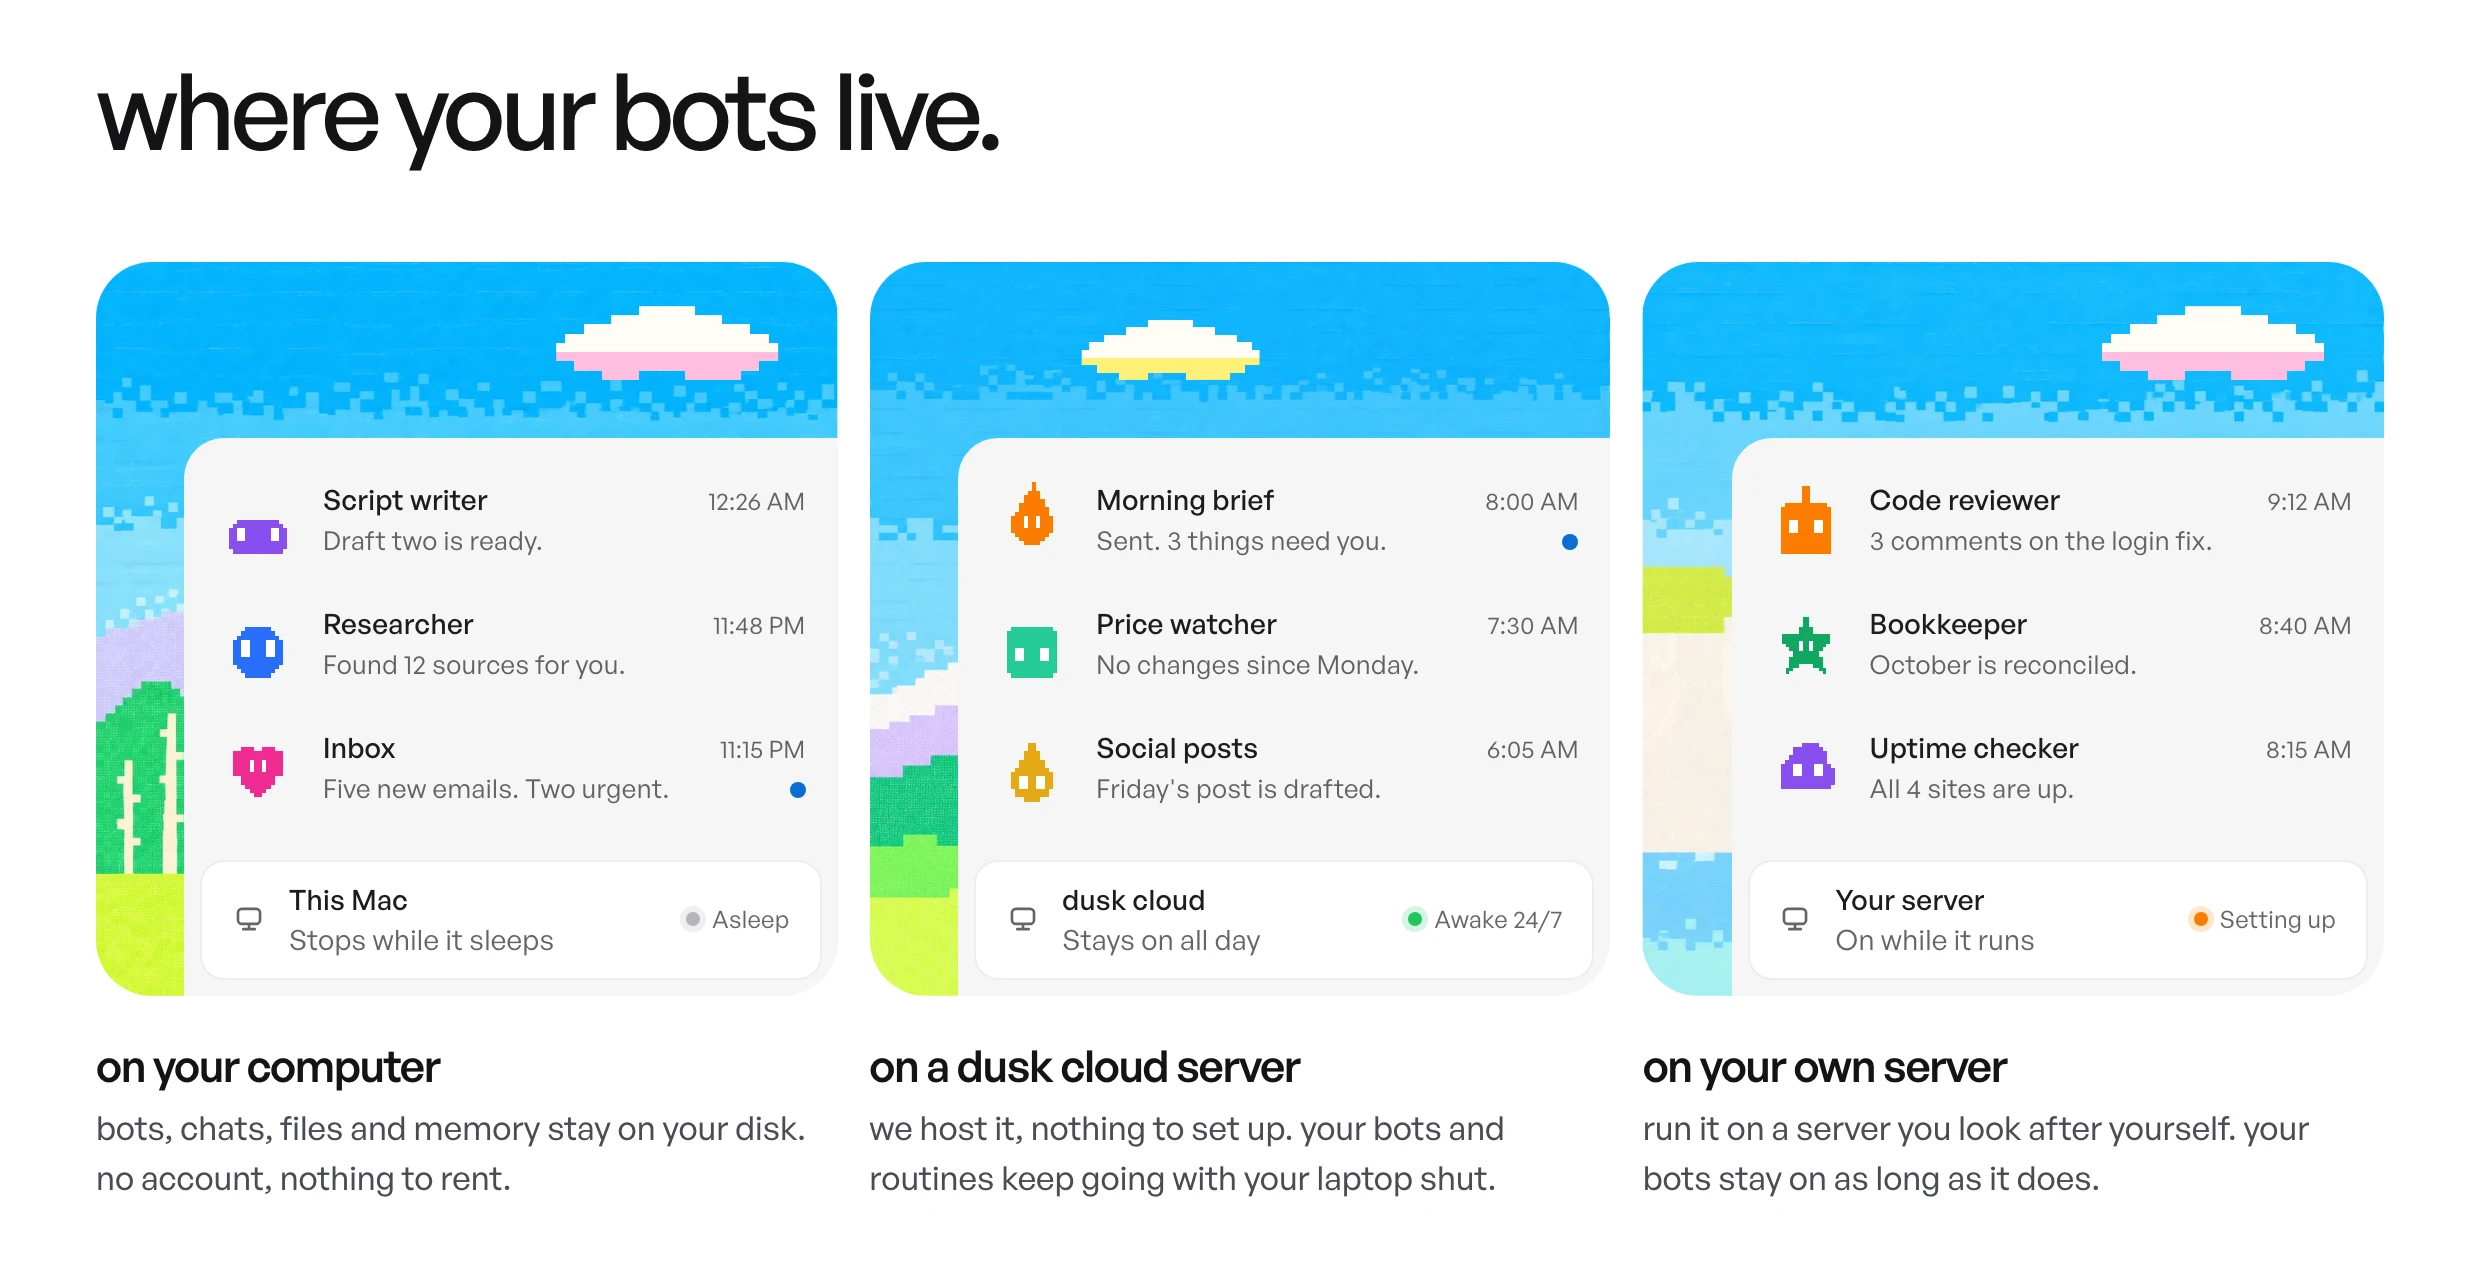 where your bots live.
Script writer
12:26 AM
Draft two is ready.
Researcher
11:48 PM
Found 12 sources for you.
Inbox
11:15 PM
Five new emails. Two urgent.
This Mac
Stops while it sleeps
Asleep
on your computer
bots, chats, files and memory stay on your disk.
no account, nothing to rent.
Morning brief
8:00 AM
Sent. 3 things need you.
Price watcher
7:30 AM
No changes since Monday.
Social posts
6:05 AM
Friday's post is drafted.
dusk cloud
Stays on all day
Awake 24/7
on a dusk cloud server
we host it, nothing to set up. your bots and
routines keep going with your laptop shut.
Code reviewer
9:12 AM
3 comments on the login fix.
Bookkeeper
8:40 AM
October is reconciled.
Uptime checker
8:15 AM
All 4 sites are up.
Your server
On while it runs
Setting up
on your own server
run it on a server you look after yourself. your
bots stay on as long as it does.